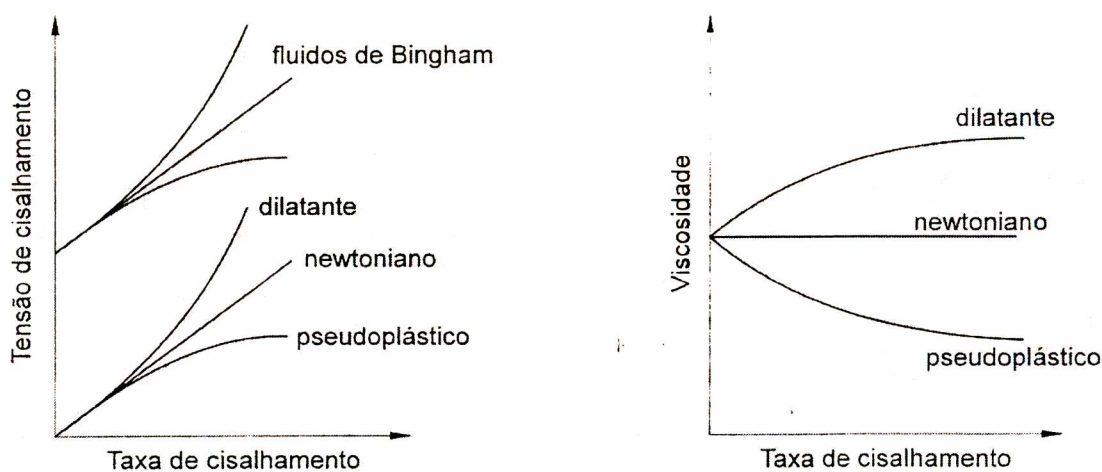 Tensão de cisalhamento
fluidos de Bingham
dilatante
newtoniano
pseudoplástico
Taxa de cisalhamento
Viscosidade
dilatante
newtoniano
pseudoplástico
Taxa de cisalhamento